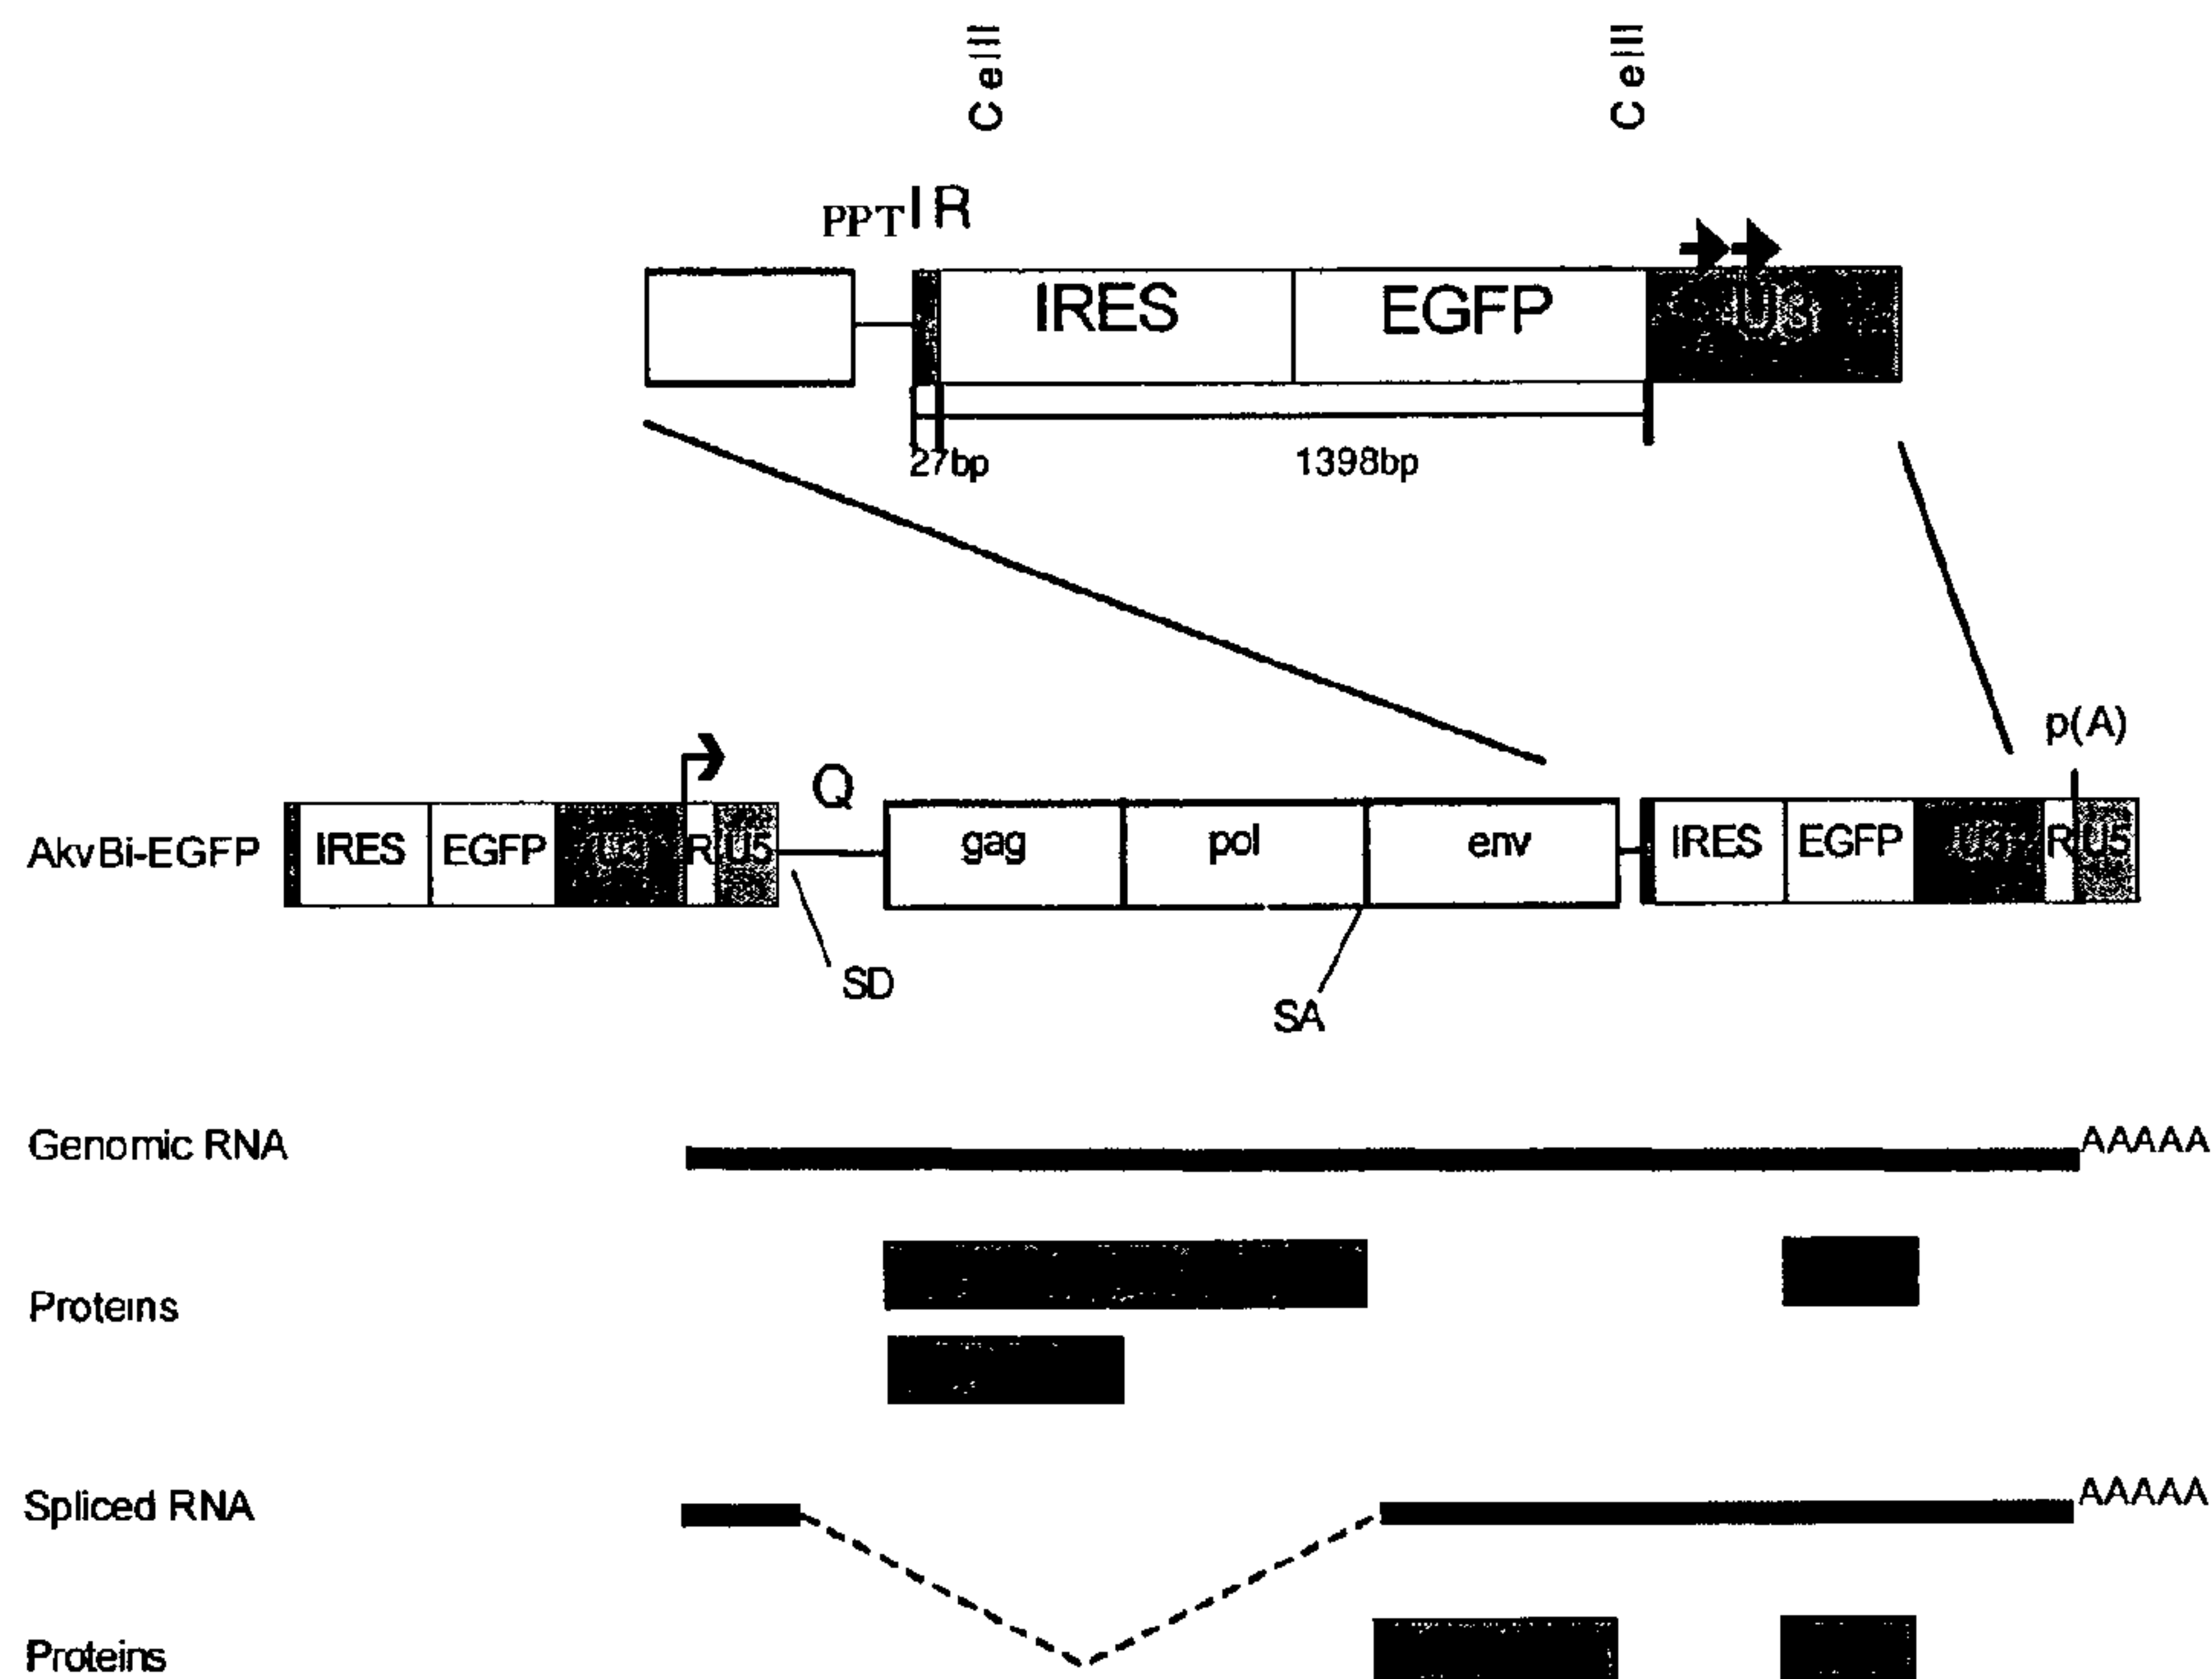 CelII CelII
PPT IR
IRES EGFP U3
27bp 1398bp
p(A)
Q
AkvBi-EGFP IRES EGFP U3 R U5 gag pol env IRES EGFP U3 R U5
SD
SA
Genomic RNA AAAAA
Proteins
Spliced RNA AAAAA
Proteins